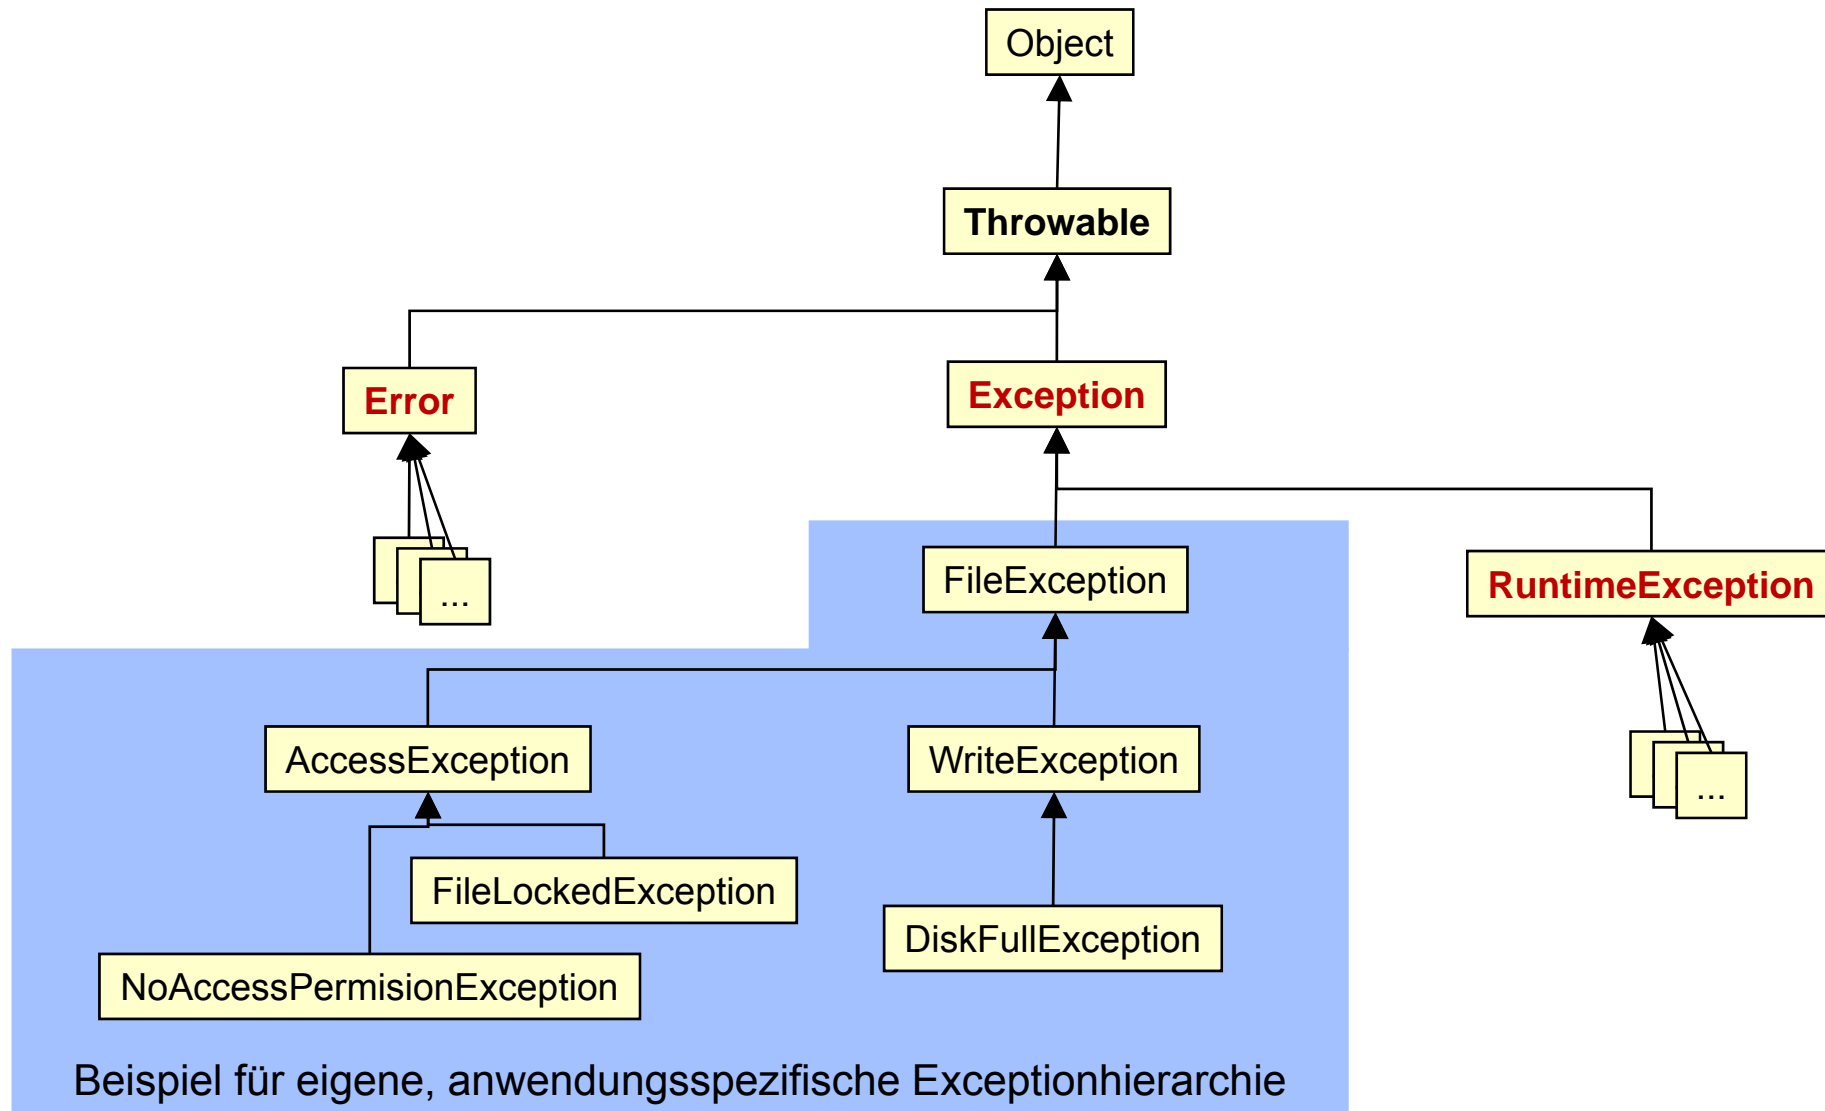 Object
Throwable
Error
Exception
...
FileException
RuntimeException
AccessException
WriteException
...
FileLockedException
DiskFullException
NoAccessPermisionException
Beispiel für eigene, anwendungsspezifische Exceptionhierarchie